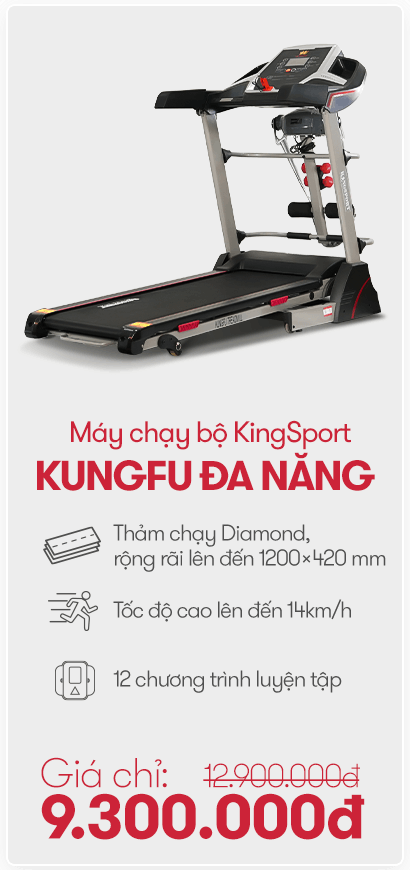 KINGSPORT
Máy chạy bộ KingSport
KUNGFU ĐA NĂNG
Thảm chạy Diamond,
rộng rãi lên đến 1200×420 mm
Tốc độ cao lên đến 14km/h
12 chương trình luyện tập
Giá chỉ: 12.900.000đ
9.300.000đ